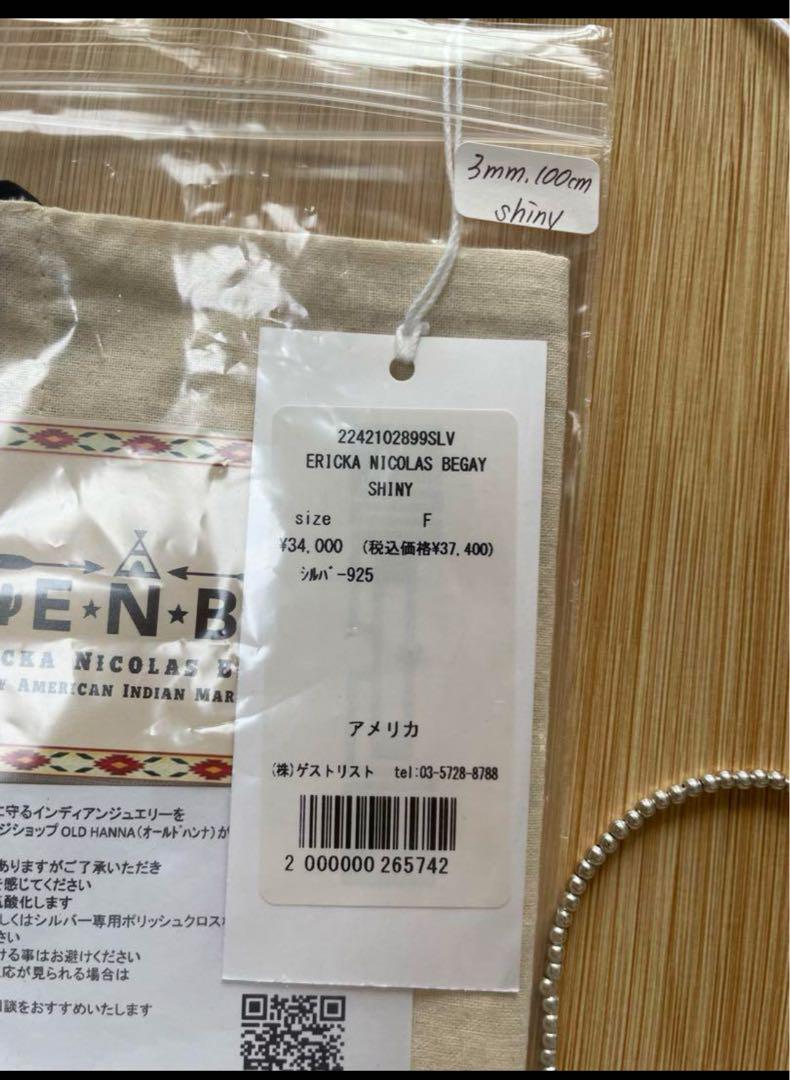 3mm.100cm
shiny
2242102899SLV
ERICKA NICOLAS BEGAY
SHINY
size F
¥34,000 (税込価格¥37,400)
ｼﾙﾊﾞｰ925
アメリカ
(株)ゲストリスト tel:03-5728-8788
2 000000 265742
E★N★B
CKA NICOLAS B
AMERICAN INDIAN MAR
に守るインディアンジュエリーを
ジショップ OLD HANNA(オールドハンナ)が
ありますがご了承いただき
を感じてください
酸化します
しくはシルバー専用ポリッシュクロス
さい
ける事はお避けください
応が見られる場合は
談をおすすめいたします